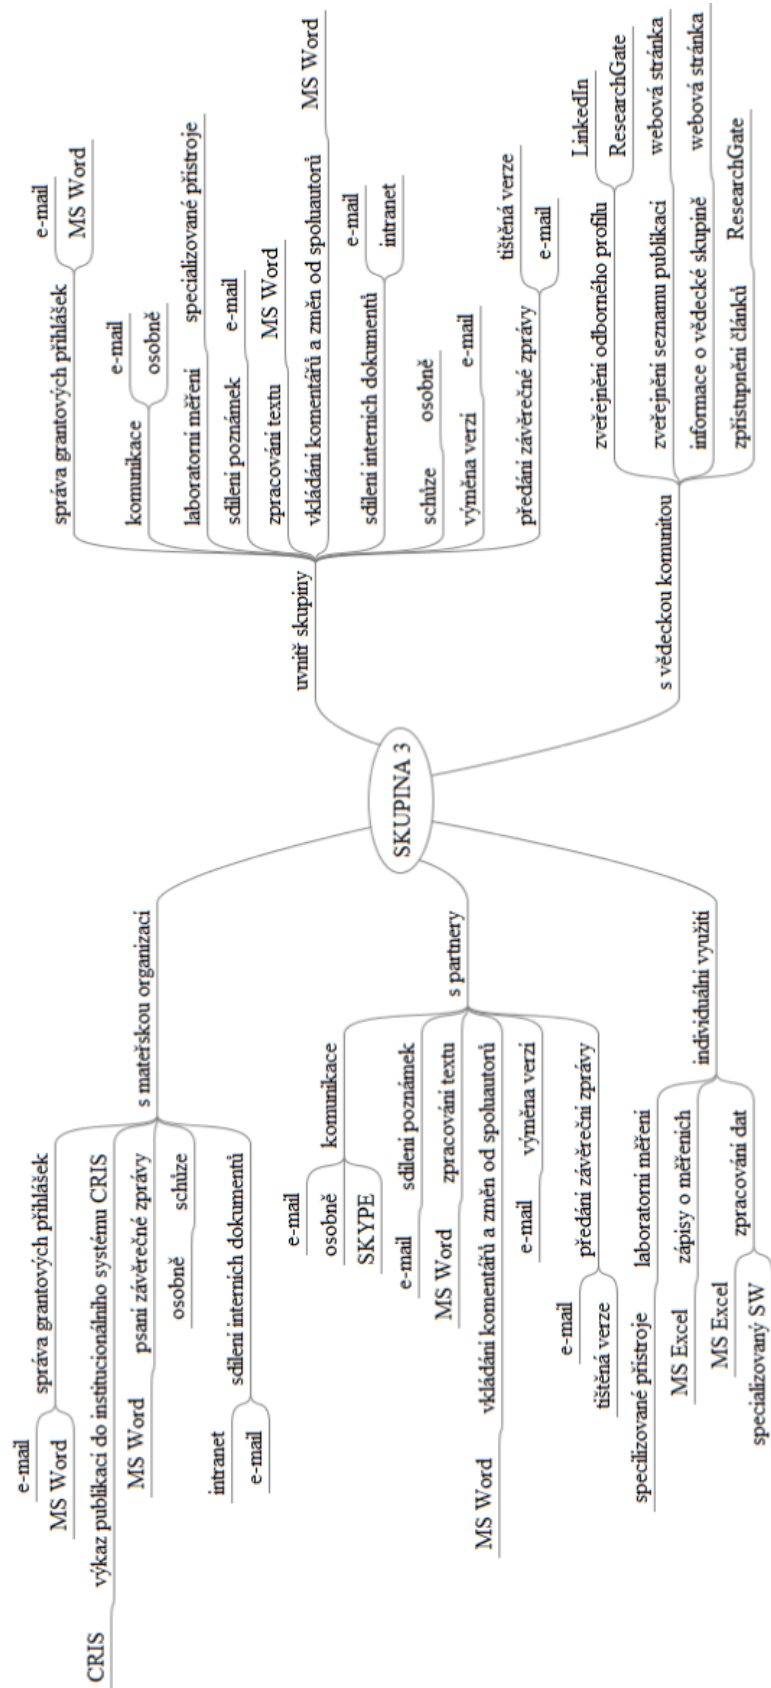 SKUPINA 3
s mateřskou organizací
správa grantových přihlášek
e-mail
MS Word
výkaz publikací do institucionálního systému CRIS
CRIS
psaní závěrečné zprávy
MS Word
schůze
osobně
sdílení interních dokumentů
intranet
e-mail
s partnery
komunikace
e-mail
osobně
SKYPE
sdílení poznámek
e-mail
zpracování textu
MS Word
vkládání komentářů a změn od spoluautorů
MS Word
výměna verzí
e-mail
předání závěreční zprávy
e-mail
tištěná verze
individuální využití
laboratorní měření
specilizované přístroje
zápisy o měřeních
MS Excel
zpracování dat
MS Excel
specializovaný SW
uvnitř skupiny
správa grantových přihlášek
e-mail
MS Word
komunikace
e-mail
osobně
laboratorní měření
specializované přístroje
sdílení poznámek
e-mail
zpracování textu
MS Word
vkládání komentářů a změn od spoluautorů
MS Word
sdílení interních dokumentů
e-mail
intranet
schůze
osobně
výměna verzí
e-mail
předání závěrečné zprávy
tištěná verze
e-mail
s vědeckou komunitou
zveřejnění odborného profilu
LinkedIn
ResearchGate
zveřejnění seznamu publikací
webová stránka
informace o vědecké skupině
webová stránka
zpřístupnění článků
ResearchGate